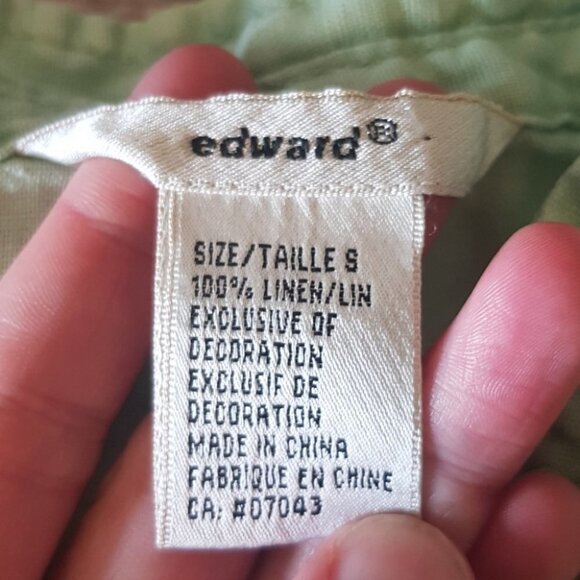 edward®
SIZE/TAILLE S
100% LINEN/LIN
EXCLUSIVE OF
DECORATION
EXCLUSIF DE
DECORATION
MADE IN CHINA
FABRIQUE EN CHINE
CA: #07043